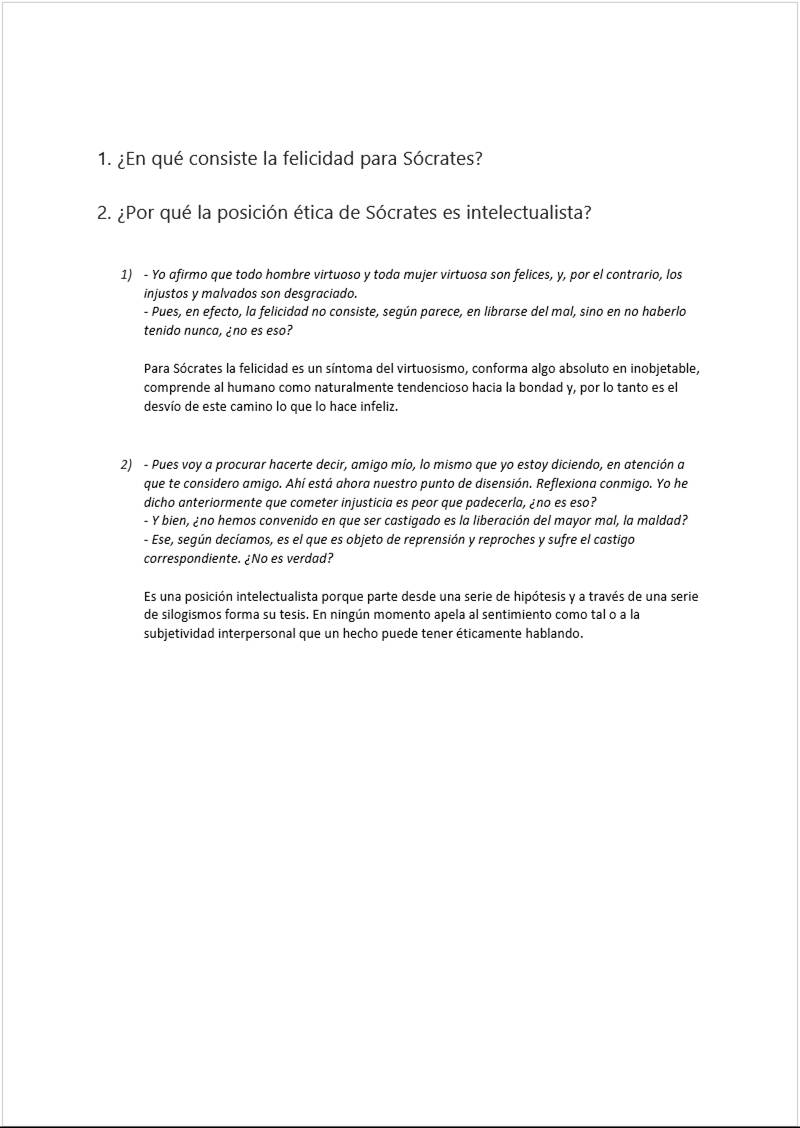 1. ¿En qué consiste la felicidad para Sócrates?
2. ¿Por qué la posición ética de Sócrates es intelectualista?
1) - Yo afirmo que todo hombre virtuoso y toda mujer virtuosa son felices, y, por el contrario, los
injustos y malvados son desgraciado.
- Pues, en efecto, la felicidad no consiste, según parece, en librarse del mal, sino en no haberlo
tenido nunca, ¿no es eso?
Para Sócrates la felicidad es un síntoma del virtuosismo, conforma algo absoluto en inobjetable,
comprende al humano como naturalmente tendencioso hacia la bondad y, por lo tanto es el
desvío de este camino lo que lo hace infeliz.
2) - Pues voy a procurar hacerte decir, amigo mío, lo mismo que yo estoy diciendo, en atención a
que te considero amigo. Ahí está ahora nuestro punto de disensión. Reflexiona conmigo. Yo he
dicho anteriormente que cometer injusticia es peor que padecerla, ¿no es eso?
- Y bien, ¿no hemos convenido en que ser castigado es la liberación del mayor mal, la maldad?
- Ese, según decíamos, es el que es objeto de reprensión y reproches y sufre el castigo
correspondiente. ¿No es verdad?
Es una posición intelectualista porque parte desde una serie de hipótesis y a través de una serie
de silogismos forma su tesis. En ningún momento apela al sentimiento como tal o a la
subjetividad interpersonal que un hecho puede tener éticamente hablando.